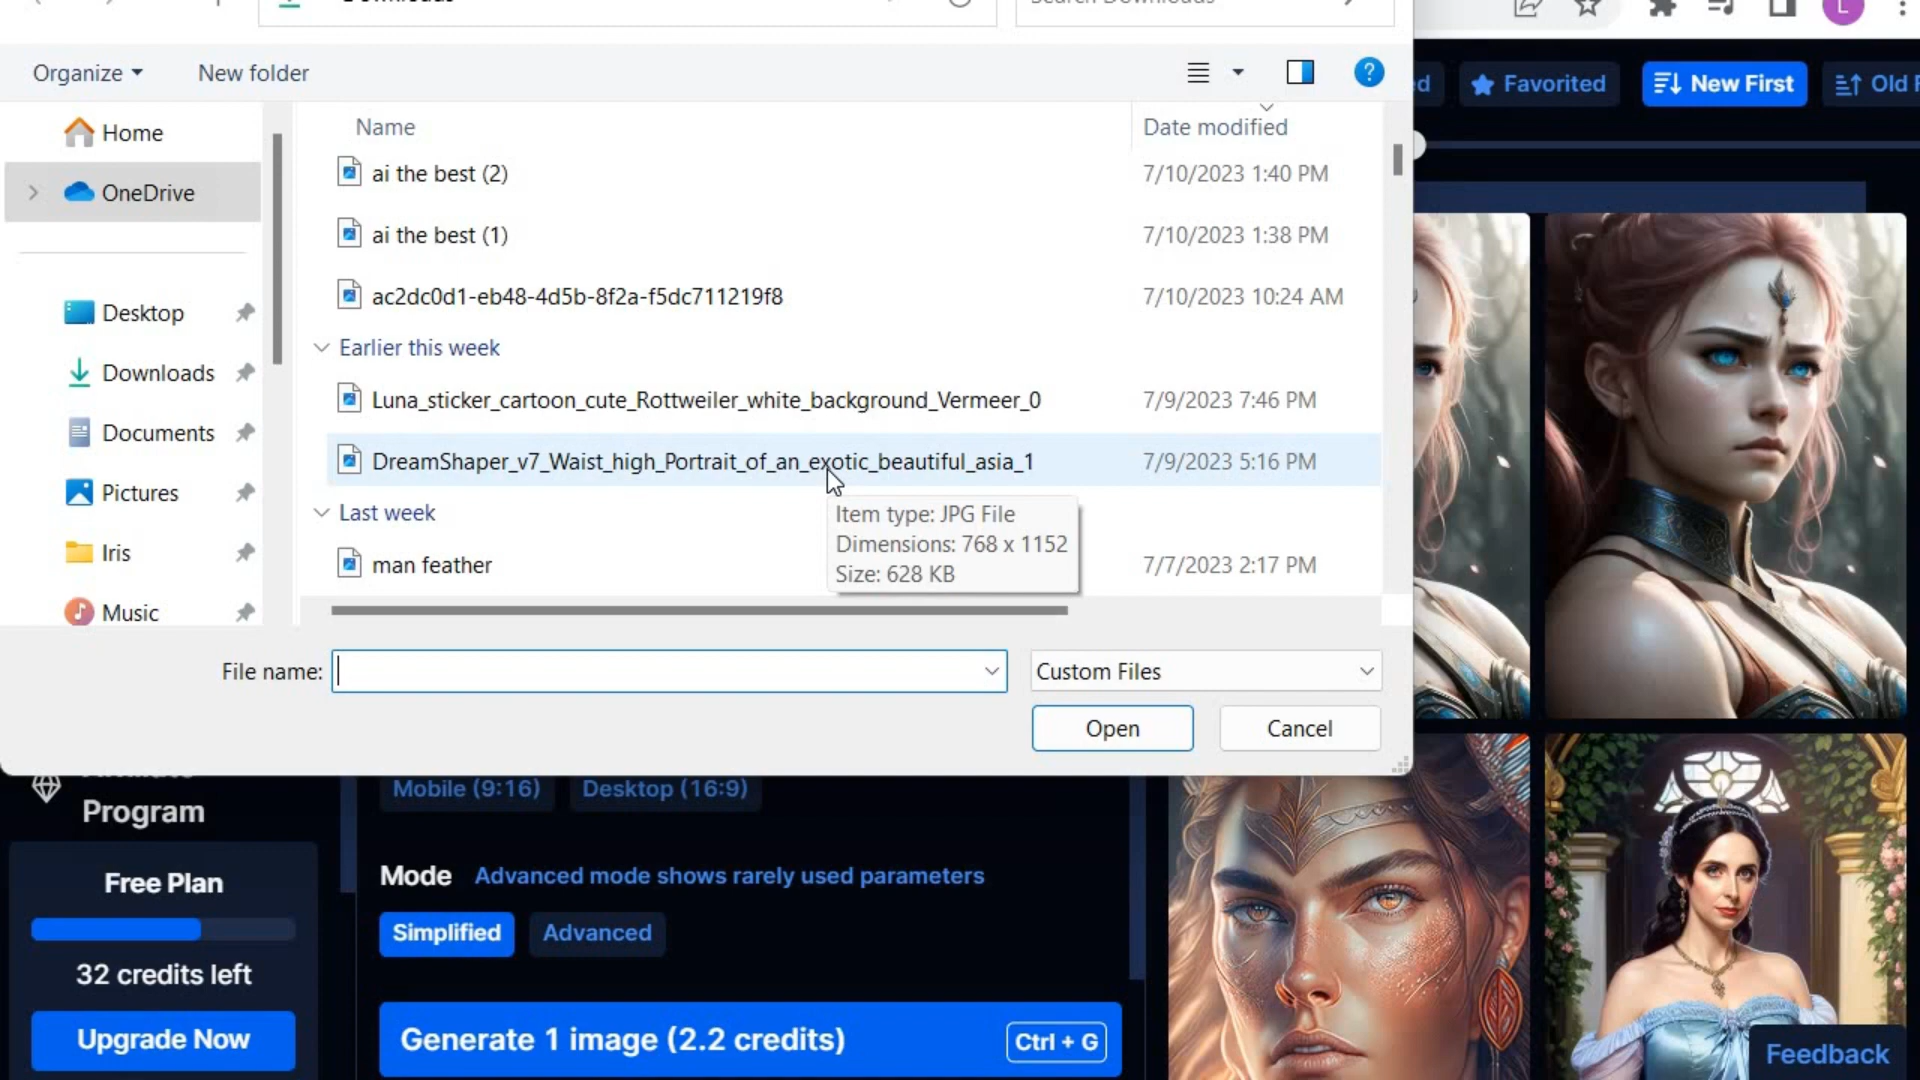 Downloads
Search Downloads
L
Organize
New folder
?
Favorited
New First
Old F
Home
OneDrive
Desktop
Downloads
Documents
Pictures
Iris
Music
Name
Date modified
ai the best (2)
7/10/2023 1:40 PM
ai the best (1)
7/10/2023 1:38 PM
ac2dc0d1-eb48-4d5b-8f2a-f5dc711219f8
7/10/2023 10:24 AM
Earlier this week
Luna_sticker_cartoon_cute_Rottweiler_white_background_Vermeer_0
7/9/2023 7:46 PM
DreamShaper_v7_Waist_high_Portrait_of_an_exotic_beautiful_asia_1
7/9/2023 5:16 PM
Last week
Item type: JPG File
Dimensions: 768 x 1152
Size: 628 KB
man feather
7/7/2023 2:17 PM
File name:
Custom Files
Open
Cancel
Program
Free Plan
32 credits left
Upgrade Now
Mobile (9:16)
Desktop (16:9)
Mode
Advanced mode shows rarely used parameters
Simplified
Advanced
Generate 1 image (2.2 credits)
Ctrl + G
Feedback